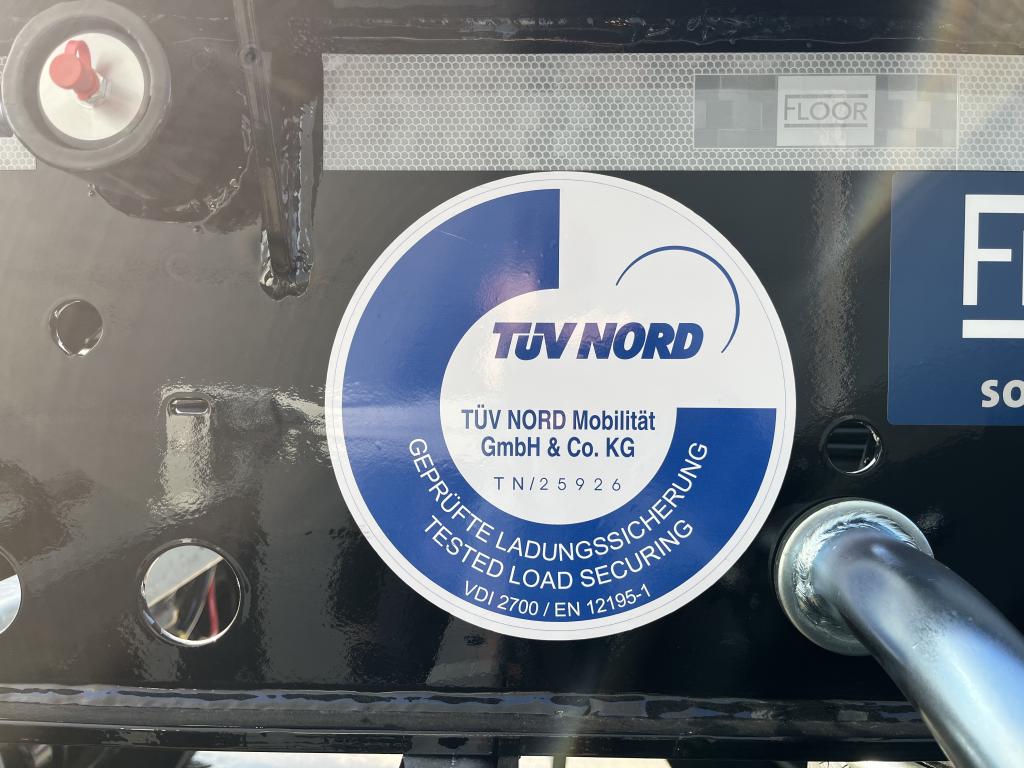 FLOOR
TÜV NORD
TÜV NORD Mobilität
GmbH & Co. KG
TN/25926
GEPRÜFTE LADUNGSSICHERUNG
TESTED LOAD SECURING
VDI 2700 / EN 12195-1
SO